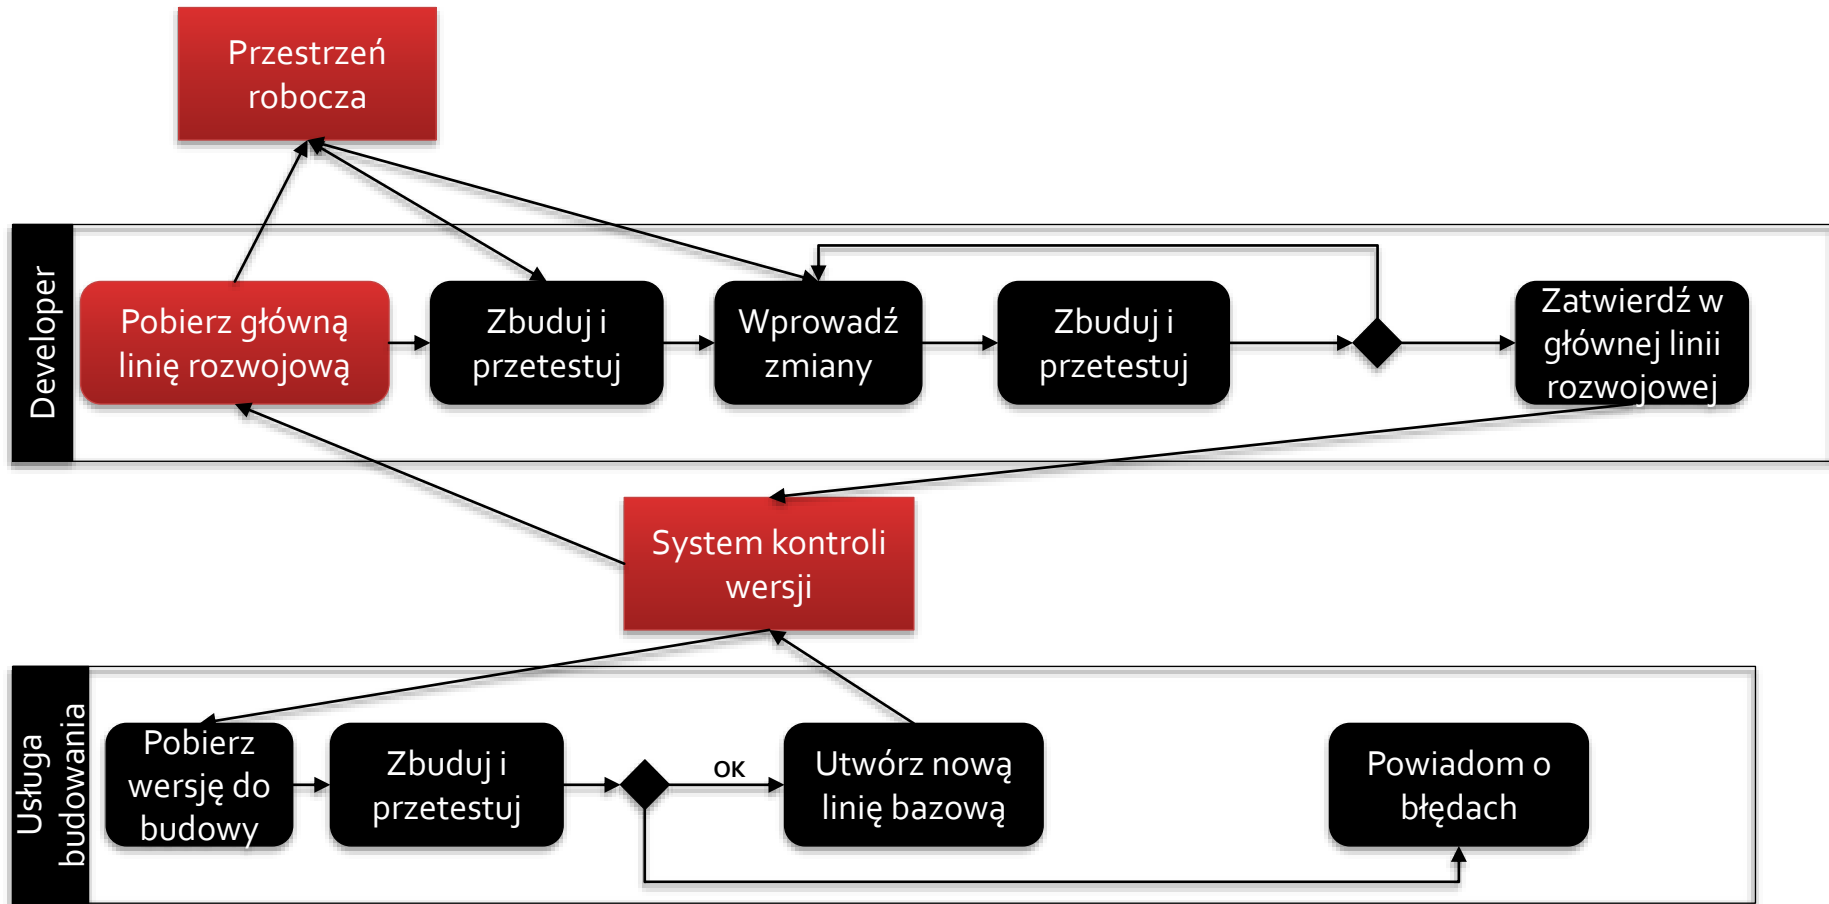 Przestrzeń
robocza
Developer
Pobierz główną
linię rozwojową
Zbuduj i
przetestuj
Wprowadź
zmiany
Zbuduj i
przetestuj
Zatwierdź w
głównej linii
rozwojowej
System kontroli
wersji
Usługa
budowania
Pobierz
wersję do
budowy
Zbuduj i
przetestuj
OK
Utwórz nową
linię bazową
Powiadom o
błędach